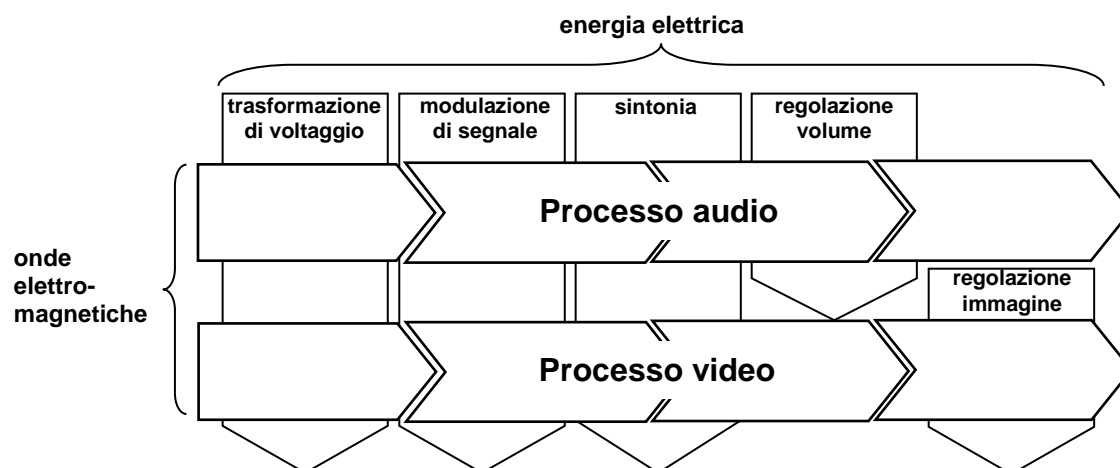 energia elettrica
trasformazione
di voltaggio
modulazione
di segnale
sintonia
regolazione
volume
Processo audio
onde
elettro-
magnetiche
regolazione
immagine
Processo video